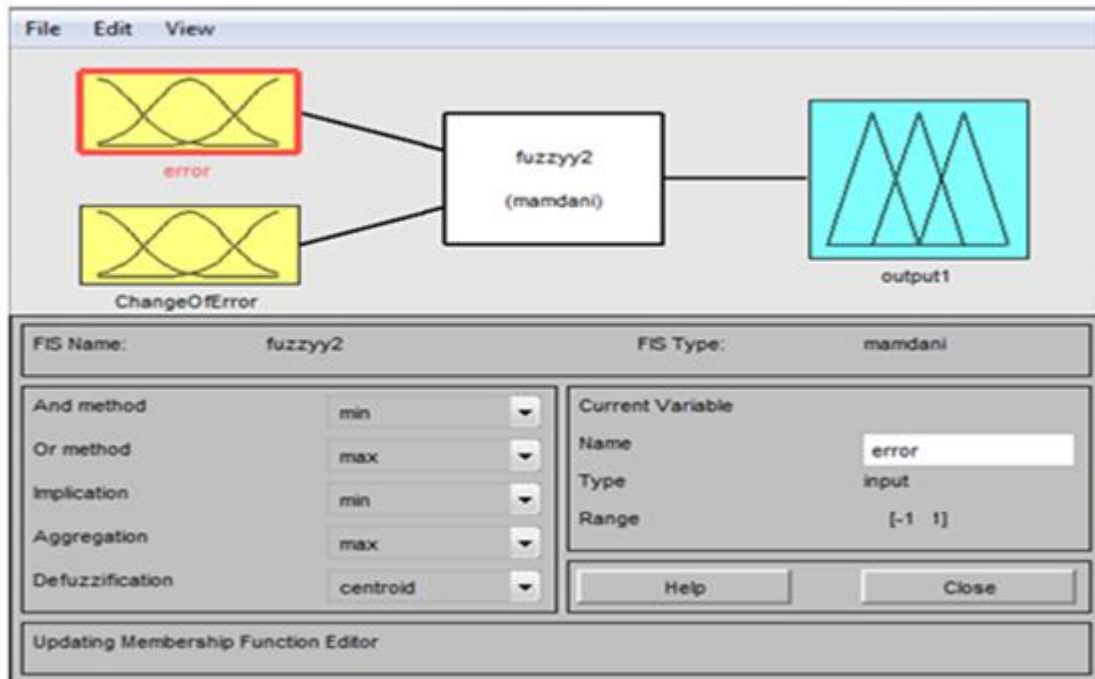 File Edit View
error
fuzzyy2
(mamdani)
output1
ChangeOfError
FIS Name: fuzzyy2 FIS Type: mamdani
And method min
Or method max
Implication min
Aggregation max
Defuzzification centroid
Current Variable
Name error
Type input
Range [-1 1]
Help Close
Updating Membership Function Editor